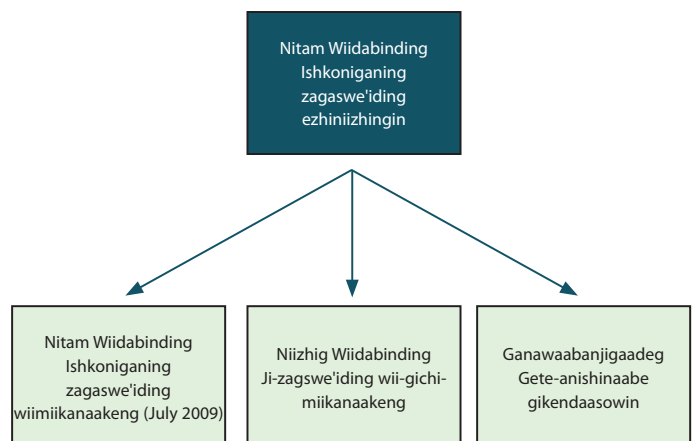 Nitam Wiidabinding
Ishkoniganing
zagaswe'iding
ezhiniizhingin
Nitam Wiidabinding
Ishkoniganing
zagaswe'iding
wiimiikanaakeng (July 2009)
Niizhig Wiidabinding
Ji-zagswe'iding wii-gichi-
miikanaakeng
Ganawaabanjigaadeg
Gete-anishinaabe
gikendaasowin